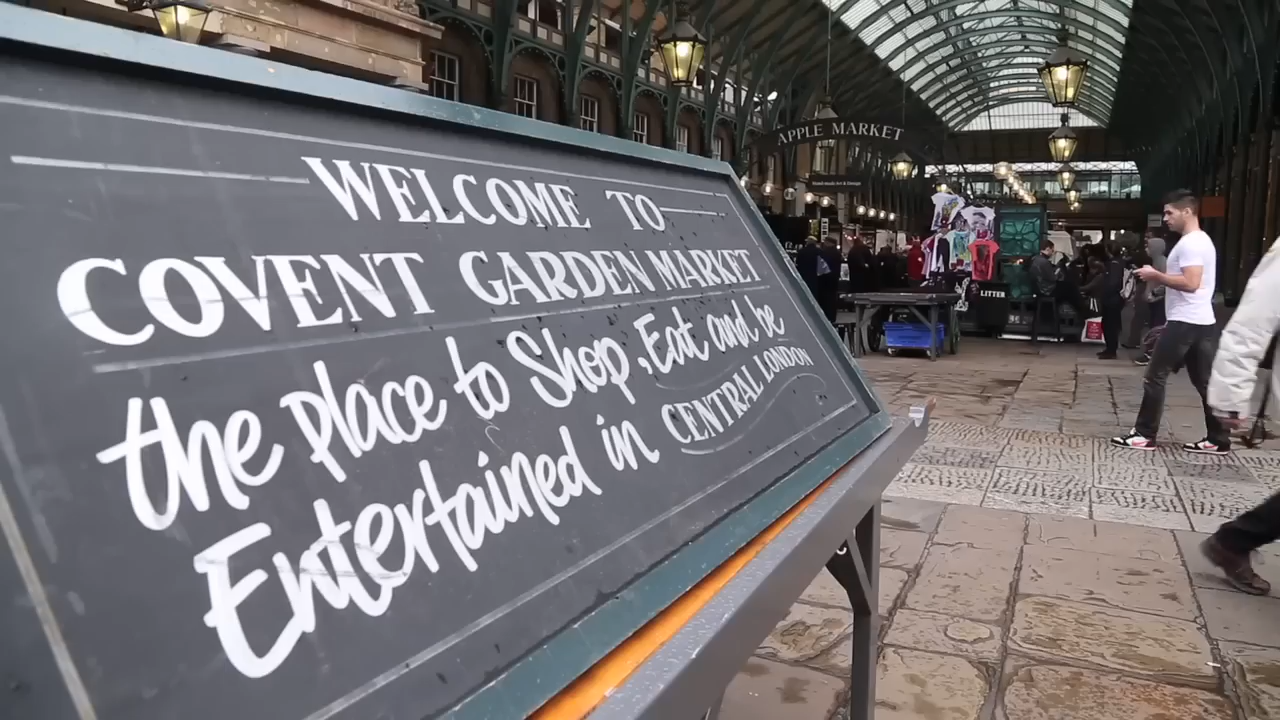 WELCOME TO
COVENT GARDEN MARKET
the place to Shop, Eat and be
Entertained in CENTRAL LONDON
APPLE MARKET
LITTER